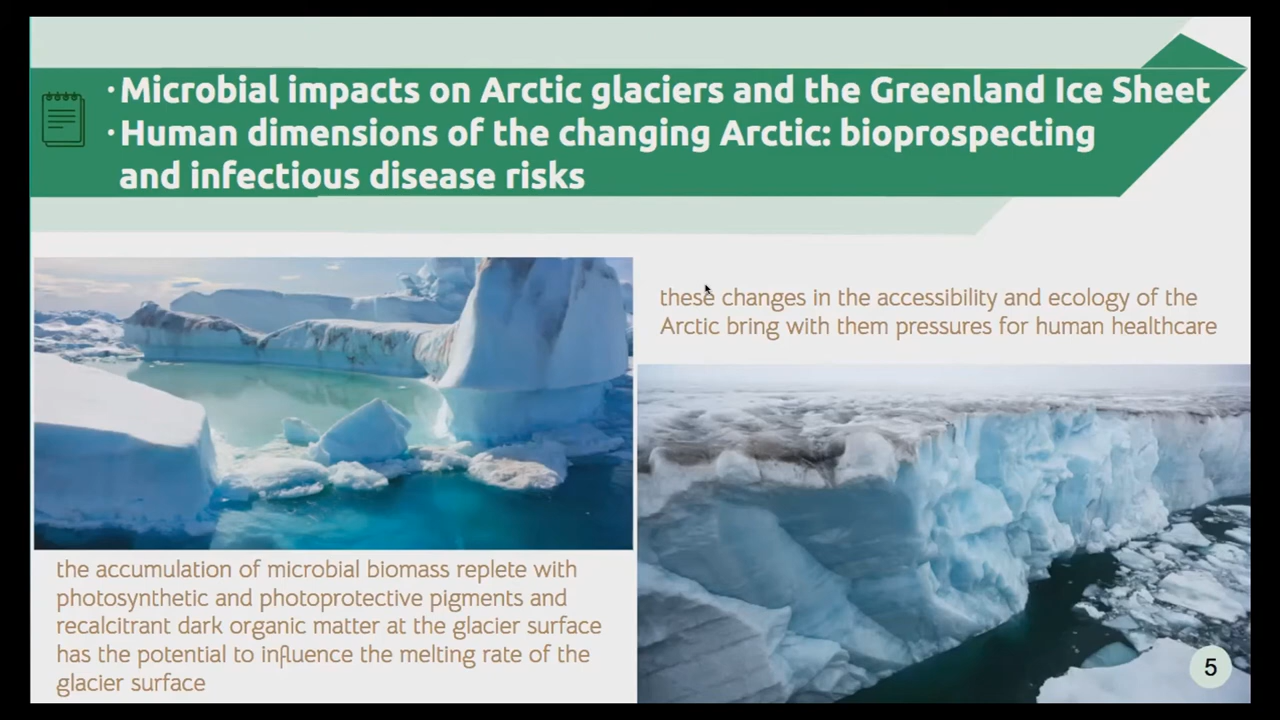 · Microbial impacts on Arctic glaciers and the Greenland Ice Sheet
· Human dimensions of the changing Arctic: bioprospecting
and infectious disease risks
these changes in the accessibility and ecology of the
Arctic bring with them pressures for human healthcare
the accumulation of microbial biomass replete with
photosynthetic and photoprotective pigments and
recalcitrant dark organic matter at the glacier surface
has the potential to influence the melting rate of the
glacier surface
5